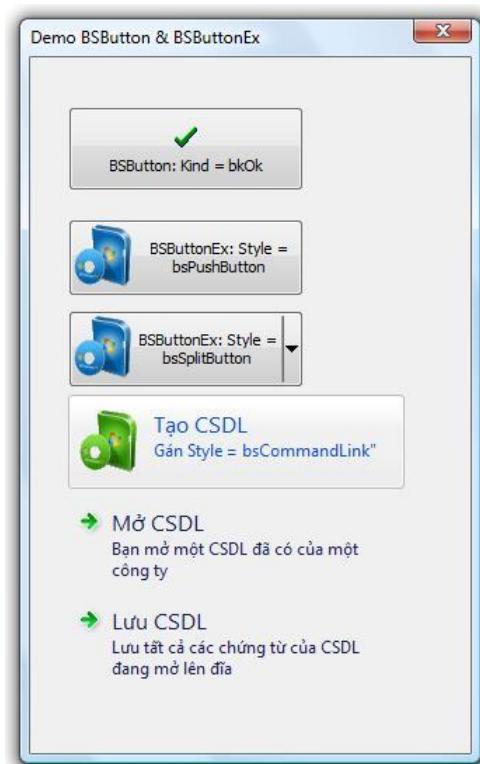 Demo BSButton & BSButtonEx
BSButton: Kind = bkOk
BSButtonEx: Style =
bsPushButton
BSButtonEx: Style =
bsSplitButton
Tạo CSDL
Gán Style = bsCommandLink"
Mở CSDL
Bạn mở một CSDL đã có của một
công ty
Lưu CSDL
Lưu tất cả các chứng từ của CSDL
đang mở lên đĩa